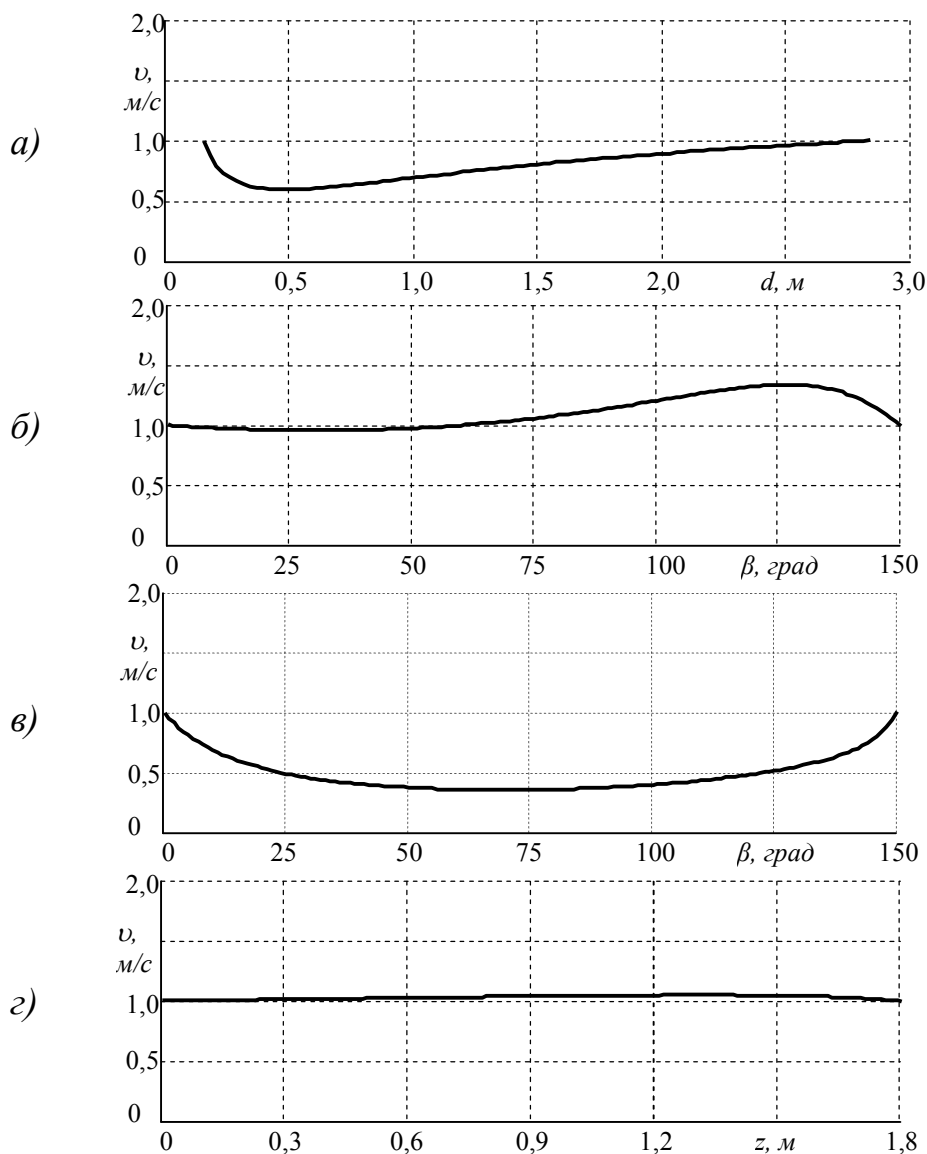 а)
2,0
υ,
м/с
1,0
0,5
0
0 0,5 1,0 1,5 2,0 d, м 3,0
б)
2,0
υ,
м/с
1,0
0,5
0
0 25 50 75 100 β, град 150
в)
2,0
υ,
м/с
1,0
0,5
0
0 25 50 75 100 β, град 150
г)
2,0
υ,
м/с
1,0
0,5
0
0 0,3 0,6 0,9 1,2 z, м 1,8